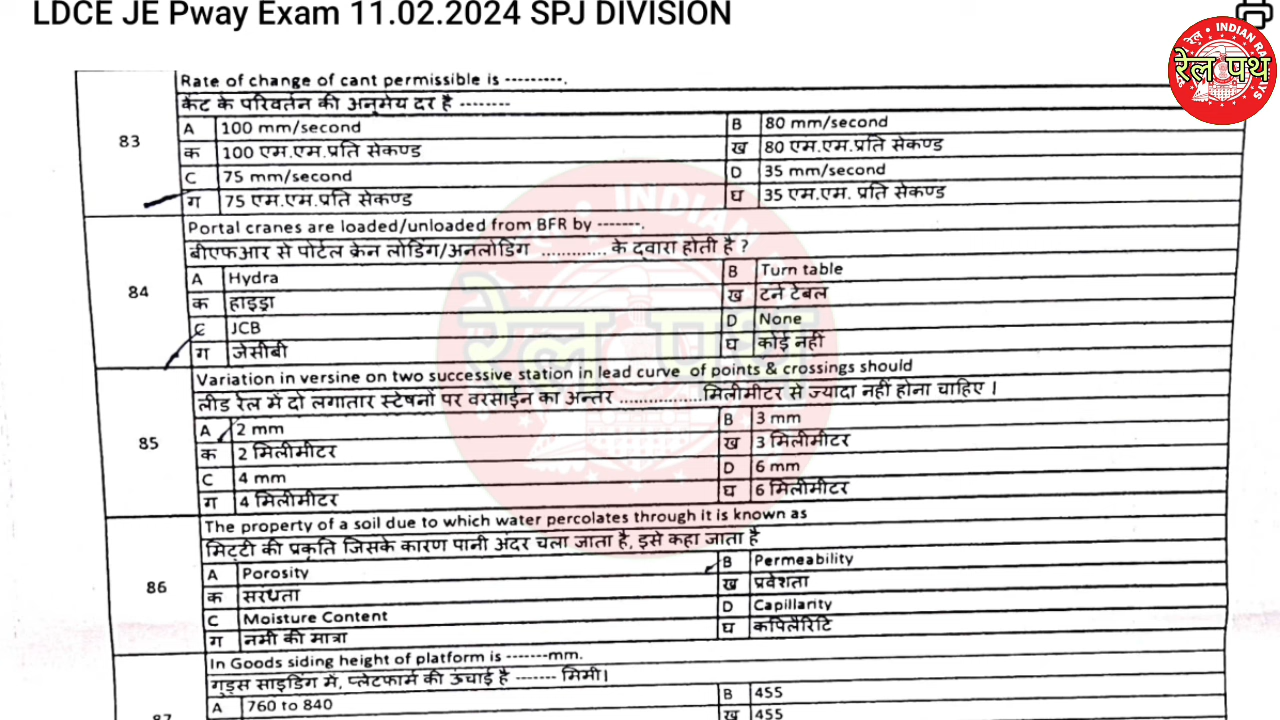 LDCE JE Pway Exam 11.02.2024 SPJ DIVISION
रेल • INDIAN RAILWAYS
रेल पथ
83
Rate of change of cant permissible is ---------.
केंट के परिवर्तन की अनुमेय दर है --------
A 100 mm/second B 80 mm/second
क 100 एम.एम.प्रति सेकण्ड ख 80 एम.एम.प्रति सेकण्ड
C 75 mm/second D 35 mm/second
ग 75 एम.एम.प्रति सेकण्ड घ 35 एम.एम. प्रति सेकण्ड
84
Portal cranes are loaded/unloaded from BFR by -------.
बीएफआर से पोर्टल क्रेन लोडिंग/अनलोडिंग ............. के द्वारा होती है ?
A Hydra B Turn table
क हाइड्रा ख टर्न टेबल
C JCB D None
ग जेसीबी घ कोई नहीं
85
Variation in versine on two successive station in lead curve of points & crossings should
लीड रेल में दो लगातार स्टेषनों पर वरसाईन का अन्तर .................मिलीमीटर से ज्यादा नहीं होना चाहिए ।
A 2 mm B 3 mm
क 2 मिलीमीटर ख 3 मिलीमीटर
C 4 mm D 6 mm
ग 4 मिलीमीटर घ 6 मिलीमीटर
86
The property of a soil due to which water percolates through it is known as
मिट्टी की प्रकृति जिसके कारण पानी अंदर चला जाता है, इसे कहा जाता है
A Porosity B Permeability
क सरंध्रता ख प्रवेशता
C Moisture Content D Capillarity
ग नमी की मात्रा घ कपिलैरिटि
87
In Goods siding height of platform is -------mm.
गुड्स साइडिंग में, प्लेटफार्म की ऊंचाई है ------- मिमी।
A 760 to 840 B 455
ख 455